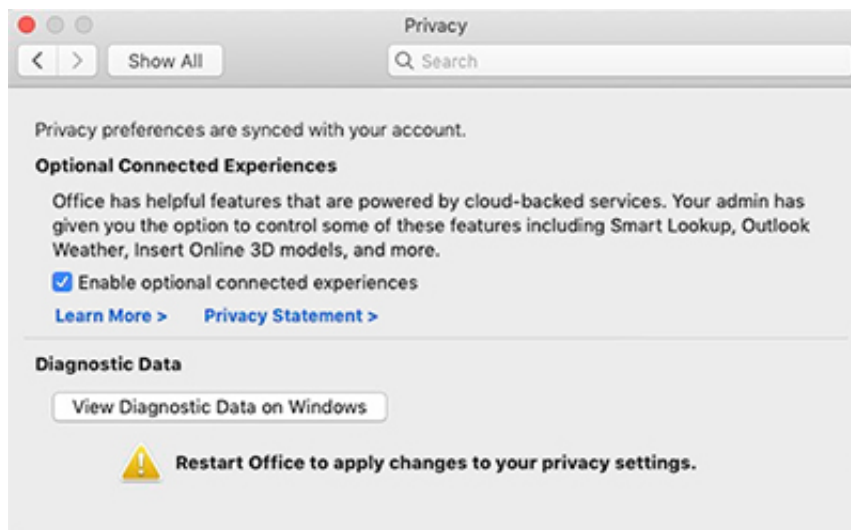 Privacy
Show All
Search
Privacy preferences are synced with your account.
Optional Connected Experiences
Office has helpful features that are powered by cloud-backed services. Your admin has
given you the option to control some of these features including Smart Lookup, Outlook
Weather, Insert Online 3D models, and more.
Enable optional connected experiences
Learn More > Privacy Statement >
Diagnostic Data
View Diagnostic Data on Windows
Restart Office to apply changes to your privacy settings.